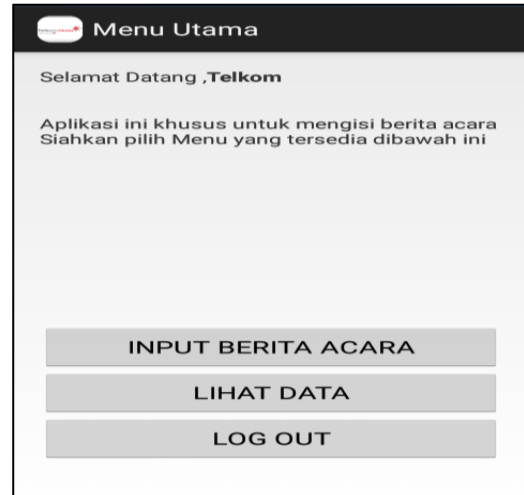 Menu Utama
Selamat Datang ,Telkom
Aplikasi ini khusus untuk mengisi berita acara
Siahkan pilih Menu yang tersedia dibawah ini
INPUT BERITA ACARA
LIHAT DATA
LOG OUT